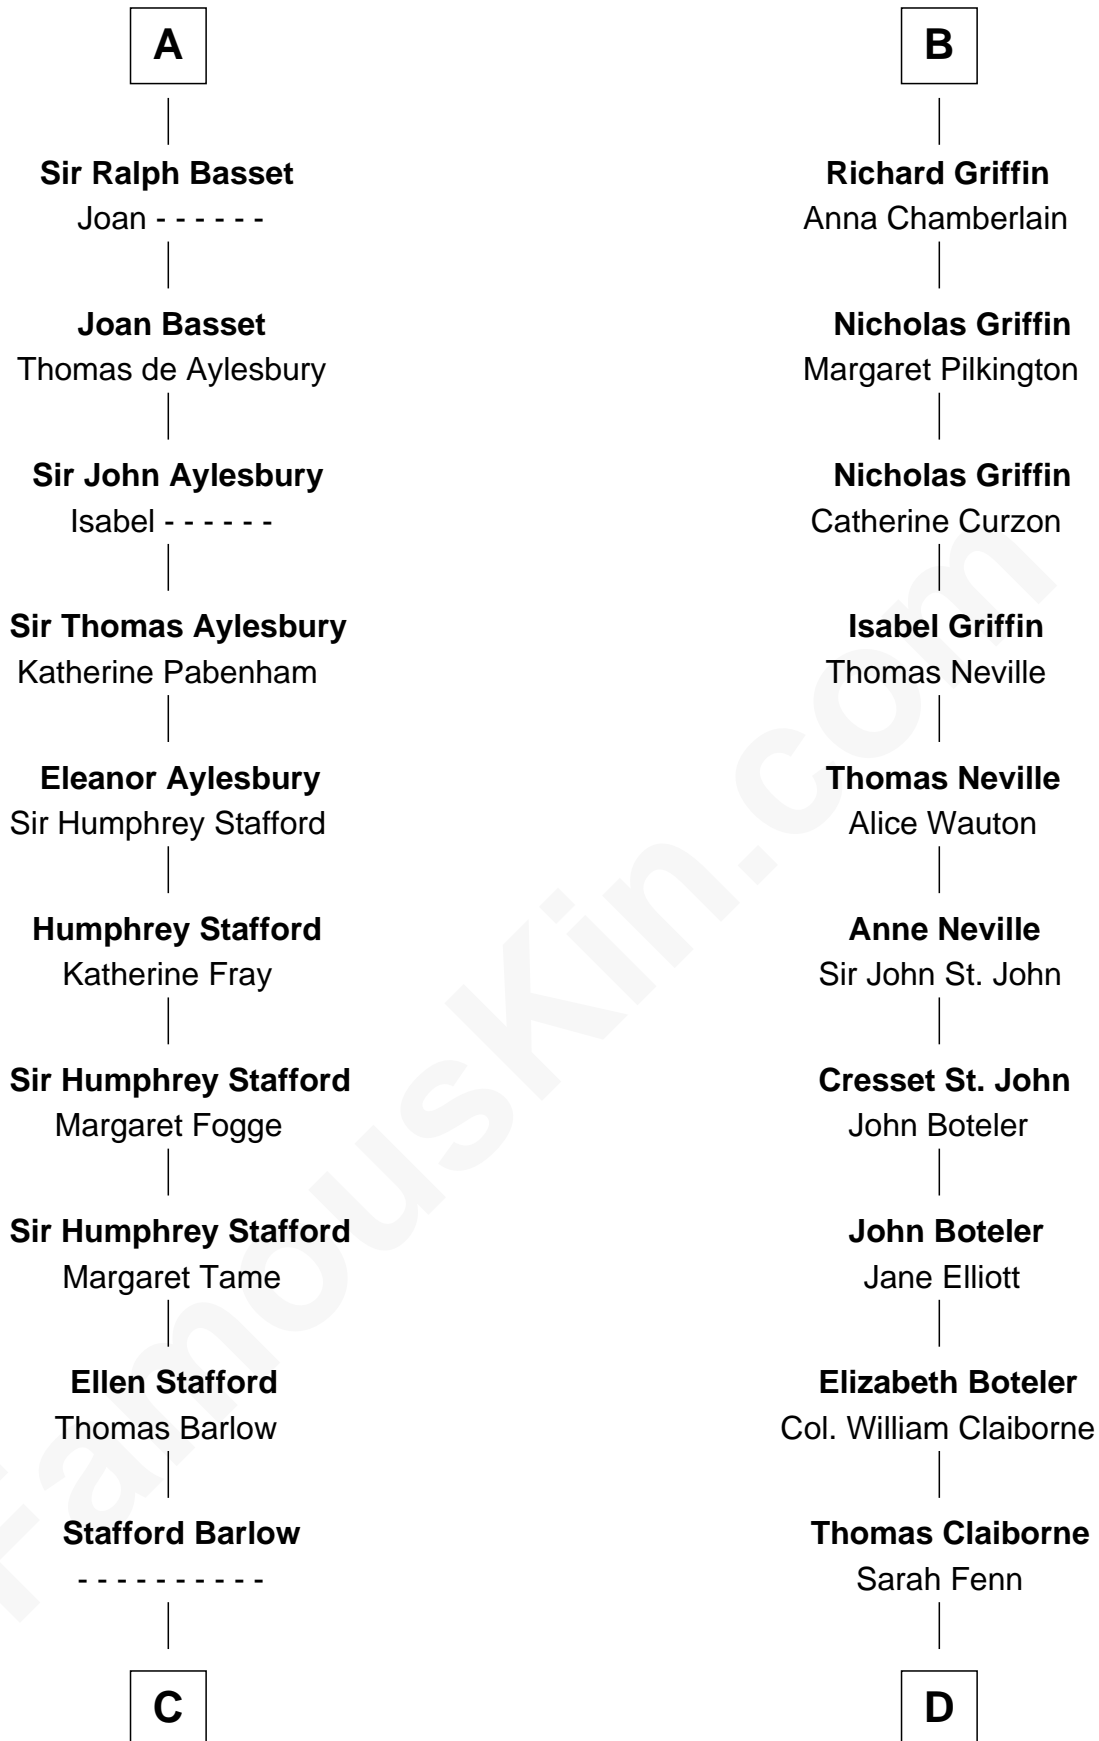 A
Sir Ralph Basset
Joan - - - - - -
Joan Basset
Thomas de Aylesbury
Sir John Aylesbury
Isabel - - - - - -
Sir Thomas Aylesbury
Katherine Pabenham
Eleanor Aylesbury
Sir Humphrey Stafford
Humphrey Stafford
Katherine Fray
Sir Humphrey Stafford
Margaret Fogge
Sir Humphrey Stafford
Margaret Tame
Ellen Stafford
Thomas Barlow
Stafford Barlow
- - - - - - - - - -
C
B
Richard Griffin
Anna Chamberlain
Nicholas Griffin
Margaret Pilkington
Nicholas Griffin
Catherine Curzon
Isabel Griffin
Thomas Neville
Thomas Neville
Alice Wauton
Anne Neville
Sir John St. John
Cresset St. John
John Boteler
John Boteler
Jane Elliott
Elizabeth Boteler
Col. William Claiborne
Thomas Claiborne
Sarah Fenn
D
FamousKin.com